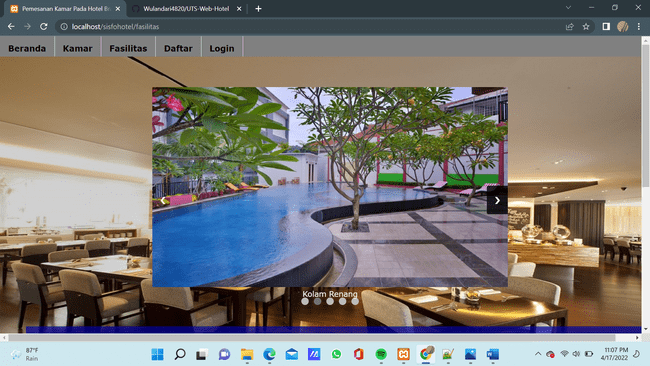 Pemesanan Kamar Pada Hotel B
Wulandari4820/UTS-Web-Hotel
localhost/sisfohotel/fasilitas
Beranda Kamar Fasilitas Daftar Login
Kolam Renang
87°F
Rain
11:07 PM
4/17/2022